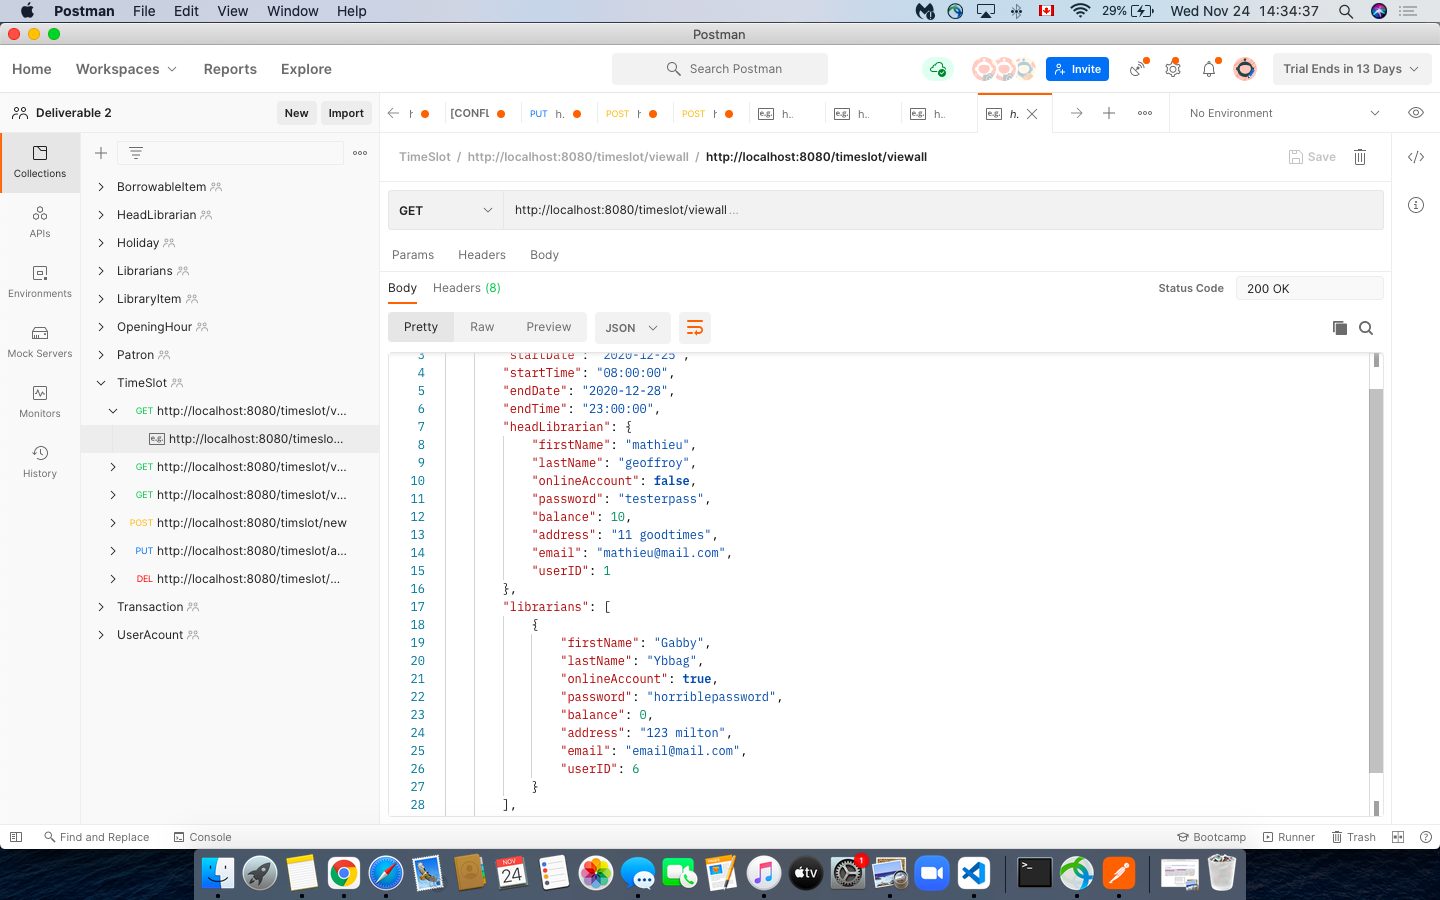 Postman File Edit View Window Help 29% Wed Nov 24 14:34:37
Postman
Home Workspaces Reports Explore Search Postman Invite Trial Ends in 13 Days
Deliverable 2 New Import
[CONFL PUT h. POST POST h.. h.. h.. h. No Environment
Collections
APIs
Environments
Mock Servers
Monitors
History
BorrowableItem
HeadLibrarian
Holiday
Librarians
LibraryItem
OpeningHour
Patron
TimeSlot
GET http://localhost:8080/timeslot/v...
e.g. http://localhost:8080/timeslo...
GET http://localhost:8080/timeslot/v...
GET http://localhost:8080/timeslot/v...
POST http://localhost:8080/timslot/new
PUT http://localhost:8080/timeslot/a...
DEL http://localhost:8080/timeslot/...
Transaction
UserAcount
TimeSlot / http://localhost:8080/timeslot/viewall / http://localhost:8080/timeslot/viewall Save
GET http://localhost:8080/timeslot/viewall ...
Params Headers Body
Body Headers (8) Status Code 200 OK
Pretty Raw Preview JSON
3 "startDate": "2020-12-25",
4 "startTime": "08:00:00",
5 "endDate": "2020-12-28",
6 "endTime": "23:00:00",
7 "headLibrarian": {
8 "firstName": "mathieu",
9 "lastName": "geoffroy",
10 "onlineAccount": false,
11 "password": "testerpass",
12 "balance": 10,
13 "address": "11 goodtimes",
14 "email": "mathieu@mail.com",
15 "userID": 1
16 },
17 "librarians": [
18 {
19 "firstName": "Gabby",
20 "lastName": "Ybbag",
21 "onlineAccount": true,
22 "password": "horriblepassword",
23 "balance": 0,
24 "address": "123 milton",
25 "email": "email@mail.com",
26 "userID": 6
27 }
28 ],
Find and Replace Console Bootcamp Runner Trash
NOV
24
tv
1